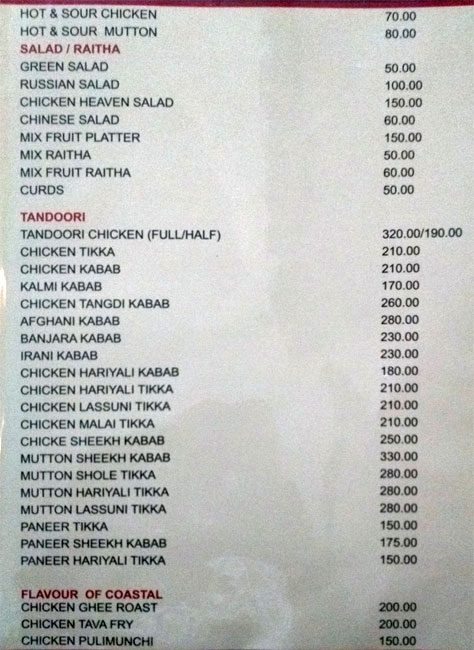 HOT & SOUR CHICKEN 70.00
HOT & SOUR MUTTON 80.00
SALAD / RAITHA
GREEN SALAD 50.00
RUSSIAN SALAD 100.00
CHICKEN HEAVEN SALAD 150.00
CHINESE SALAD 60.00
MIX FRUIT PLATTER 150.00
MIX RAITHA 50.00
MIX FRUIT RAITHA 60.00
CURDS 50.00
TANDOORI
TANDOORI CHICKEN (FULL/HALF) 320.00/190.00
CHICKEN TIKKA 210.00
CHICKEN KABAB 210.00
KALMI KABAB 170.00
CHICKEN TANGDI KABAB 260.00
AFGHANI KABAB 280.00
BANJARA KABAB 230.00
IRANI KABAB 230.00
CHICKEN HARIYALI KABAB 180.00
CHICKEN HARIYALI TIKKA 210.00
CHICKEN LASSUNI TIKKA 210.00
CHICKEN MALAI TIKKA 210.00
CHICKE SHEEKH KABAB 250.00
MUTTON SHEEKH KABAB 330.00
MUTTON SHOLE TIKKA 280.00
MUTTON HARIYALI TIKKA 280.00
MUTTON LASSUNI TIKKA 280.00
PANEER TIKKA 150.00
PANEER SHEEKH KABAB 175.00
PANEER HARIYALI TIKKA 150.00
FLAVOUR OF COASTAL
CHICKEN GHEE ROAST 200.00
CHICKEN TAVA FRY 200.00
CHICKEN PULIMUNCHI 150.00